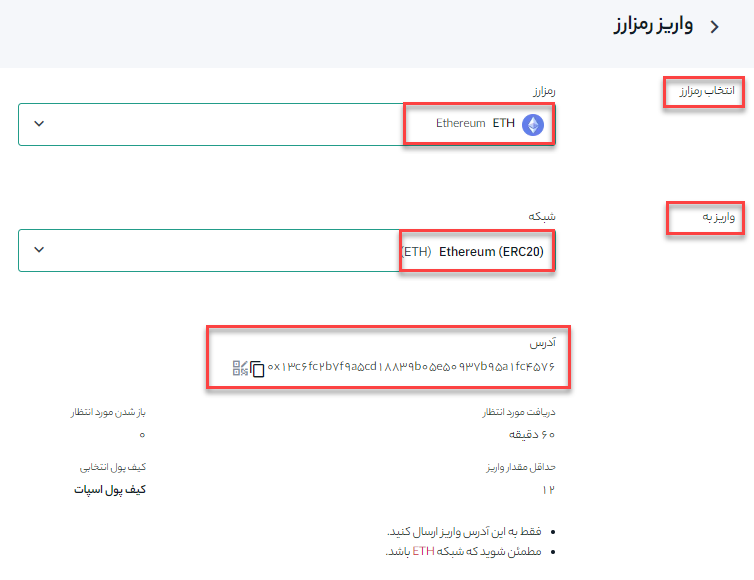 واریز رمزارز
انتخاب رمزارز
رمزارز
ETH Ethereum
واریز به
شبکه
Ethereum (ERC20) (ETH)
آدرس
0x۱۳c۶fc۲b۷f۹a۵cd۱۸۸۳۹b۰۵e۵۰۹۳۷b۹۵a۱fc۴۵۷۶
دریافت مورد انتظار
باز شدن مورد انتظار
۶۰ دقیقه
۰
حداقل مقدار واریز
کیف پول انتخابی
۱۲
کیف پول اسپات
• فقط به این آدرس واریز ارسال کنید.
• مطمئن شوید که شبکه ETH باشد.